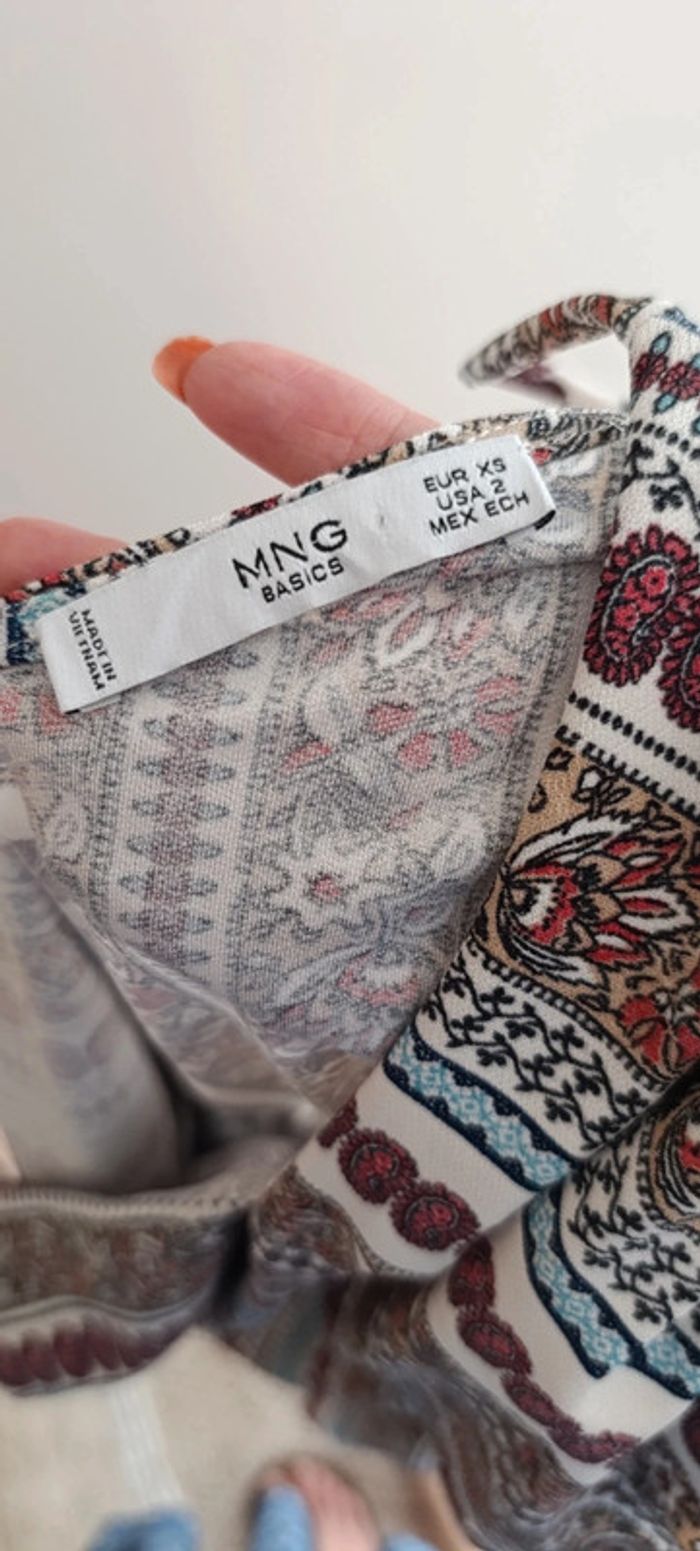 MNG
BASICS
EUR XS
USA 2
MEX ECH
MADE IN
VIETNAM